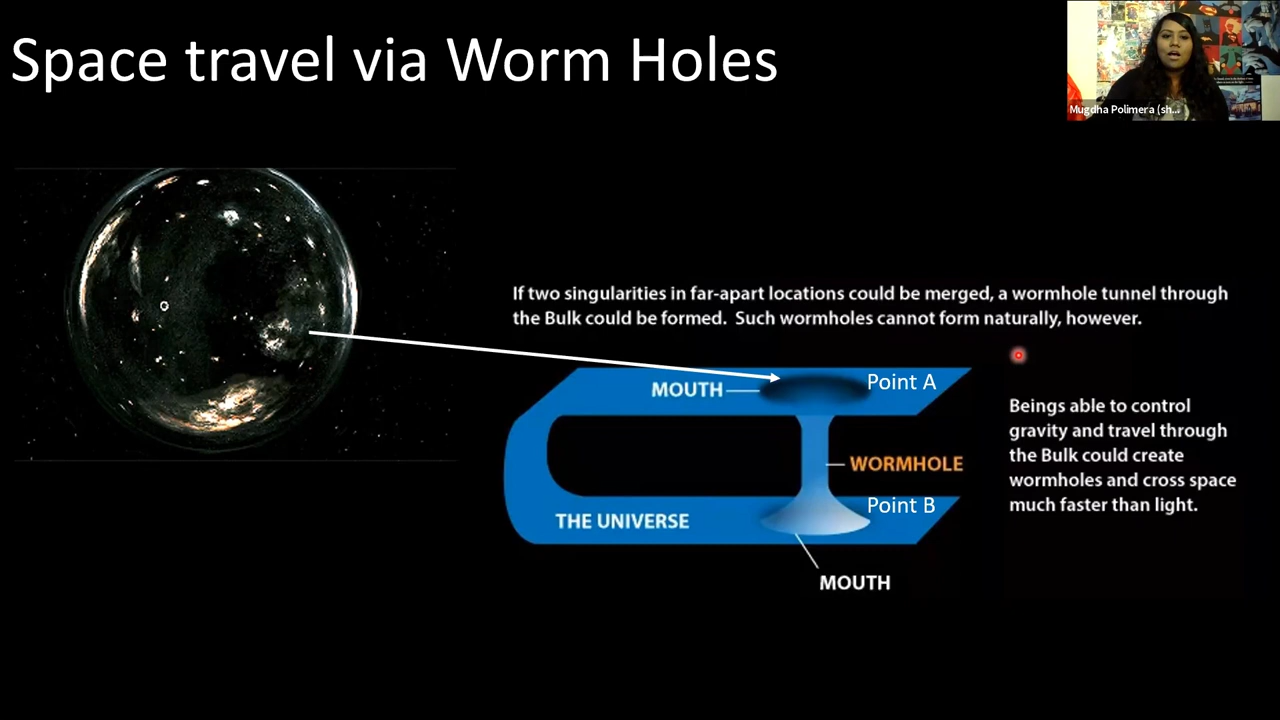 Space travel via Worm Holes
Mugdha Polimera (sh...
If two singularities in far-apart locations could be merged, a wormhole tunnel through
the Bulk could be formed. Such wormholes cannot form naturally, however.
MOUTH
Point A
Beings able to control
gravity and travel through
the Bulk could create
wormholes and cross space
much faster than light.
WORMHOLE
Point B
THE UNIVERSE
MOUTH